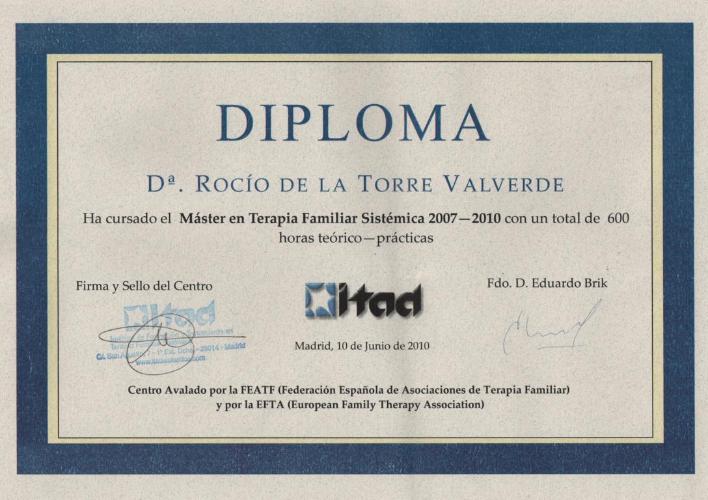 DIPLOMA
Dª. ROCÍO DE LA TORRE VALVERDE
Ha cursado el Máster en Terapia Familiar Sistémica 2007—2010 con un total de 600
horas teórico—prácticas
Firma y Sello del Centro
Fdo. D. Eduardo Brik
itad
itad
28014 - Madrid
Madrid, 10 de Junio de 2010
Centro Avalado por la FEATF (Federación Española de Asociaciones de Terapia Familiar)
y por la EFTA (European Family Therapy Association)